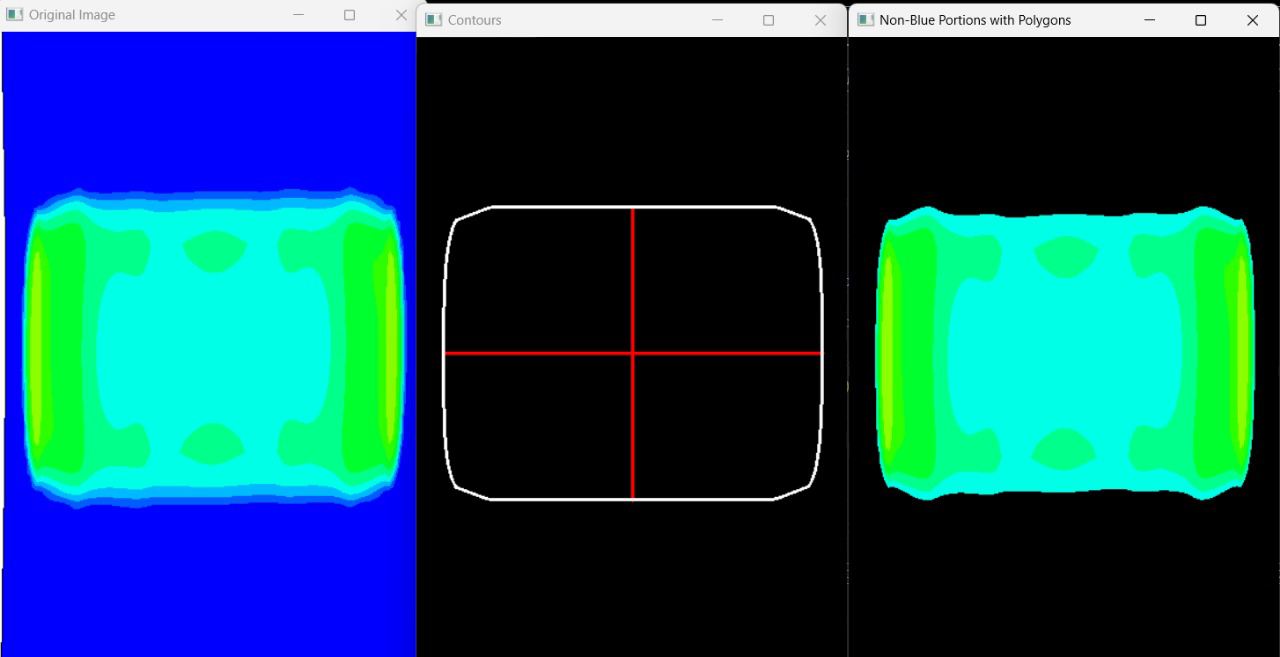 Original Image
Contours
Non-Blue Portions with Polygons